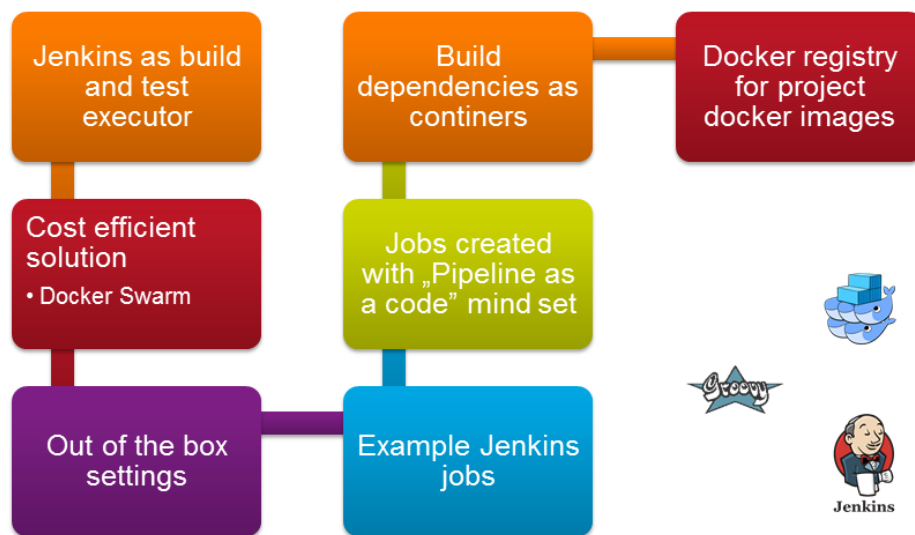 Jenkins as build
and test
executor
Cost efficient
solution
• Docker Swarm
Out of the box
settings
Example Jenkins
jobs
Jobs created
with „Pipeline as
a code” mind set
Build
dependencies as
continers
Docker registry
for project
docker images
Groovy
Jenkins